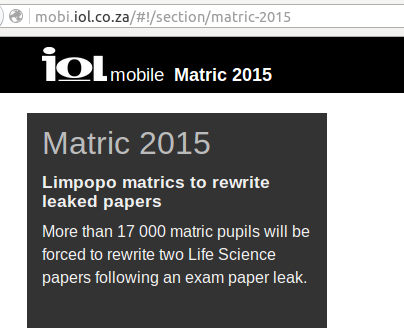 mobi.iol.co.za/#!/section/matric-2015
iol mobile Matric 2015
Matric 2015
Limpopo matrics to rewrite
leaked papers
More than 17 000 matric pupils will be
forced to rewrite two Life Science
papers following an exam paper leak.